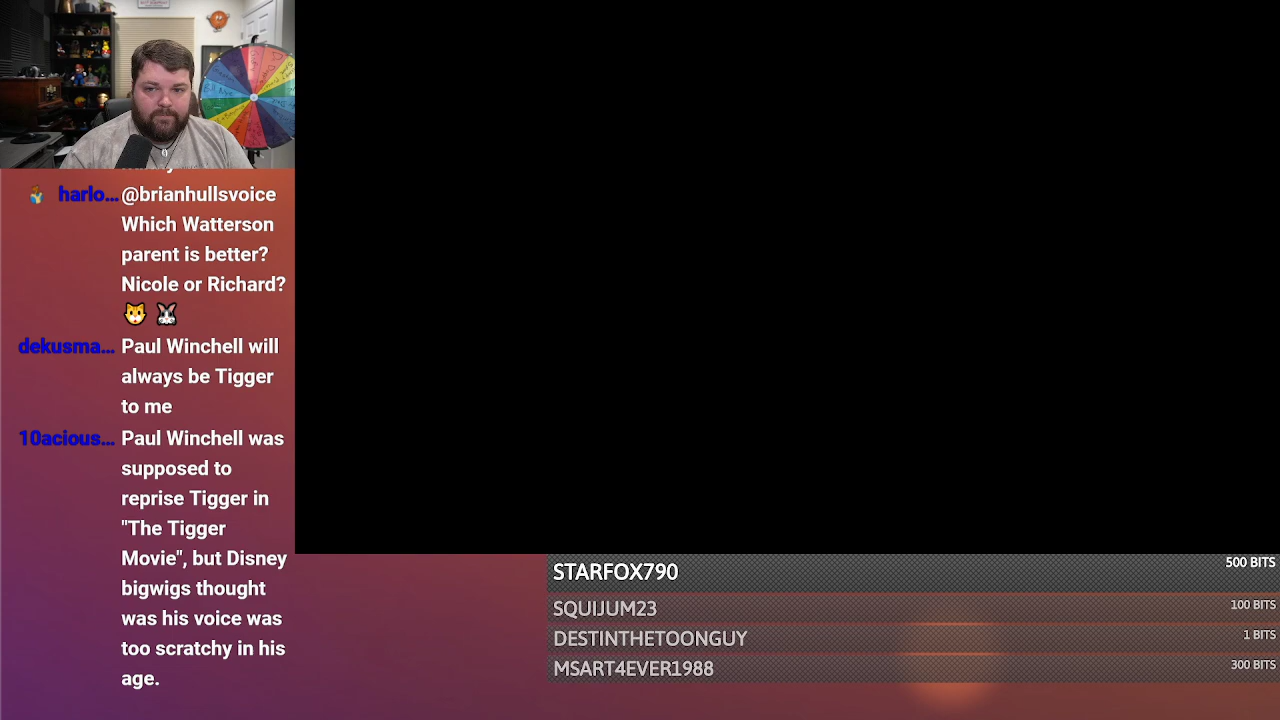 harlo... @brianhullsvoice
Which Watterson
parent is better?
Nicole or Richard?
dekusma... Paul Winchell will
always be Tigger
to me
10acious... Paul Winchell was
supposed to
reprise Tigger in
"The Tigger
Movie", but Disney
bigwigs thought
was his voice was
too scratchy in his
age.
STARFOX790 500 BITS
SQUIJUM23 100 BITS
DESTINTHETOONGUY 1 BITS
MSART4EVER1988 300 BITS